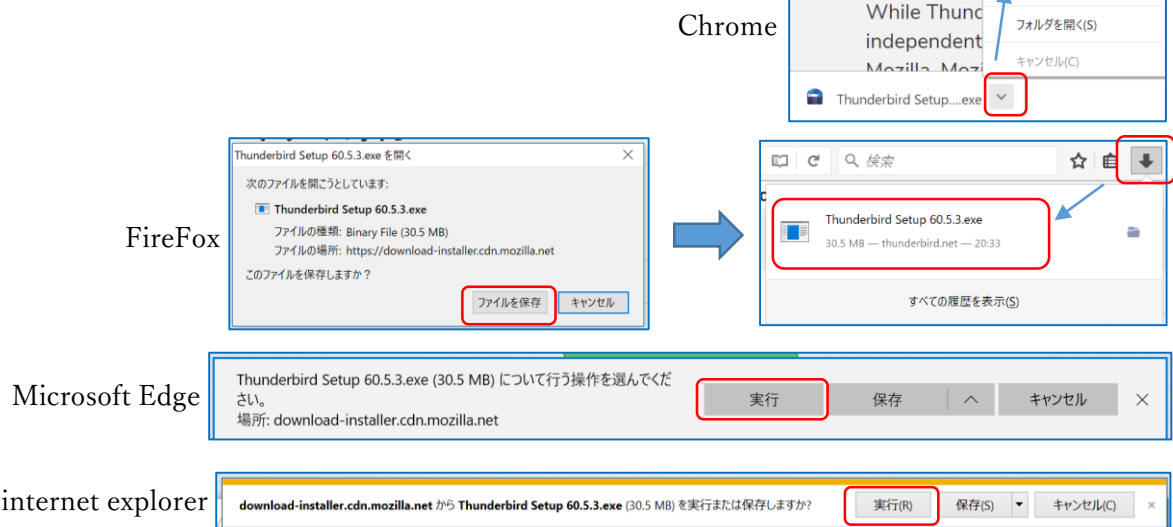 Chrome
While Thund
independent
Mozilla, Mozi
フォルダを開く(S)
キャンセル(C)
Thunderbird Setup....exe
FireFox
Thunderbird Setup 60.5.3.exe を開く
次のファイルを開こうとしています:
Thunderbird Setup 60.5.3.exe
ファイルの種類: Binary File (30.5 MB)
ファイルの場所: https://download-installer.cdn.mozilla.net
このファイルを保存しますか?
ファイルを保存
キャンセル
検索
Thunderbird Setup 60.5.3.exe
30.5 MB — thunderbird.net — 20:33
すべての履歴を表示(S)
Microsoft Edge
Thunderbird Setup 60.5.3.exe (30.5 MB) について行う操作を選んでくだ
さい。
場所: download-installer.cdn.mozilla.net
実行
保存
キャンセル
internet explorer
download-installer.cdn.mozilla.net から Thunderbird Setup 60.5.3.exe (30.5 MB) を実行または保存しますか?
実行(R)
保存(S)
キャンセル(C)